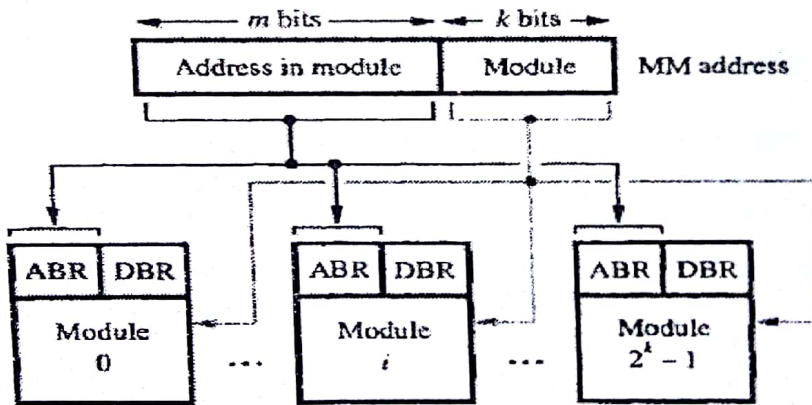 m bits k bits
Address in module Module MM address
ABR DBR ABR DBR ABR DBR
Module Module Module
0 ... i ... 2^k − 1